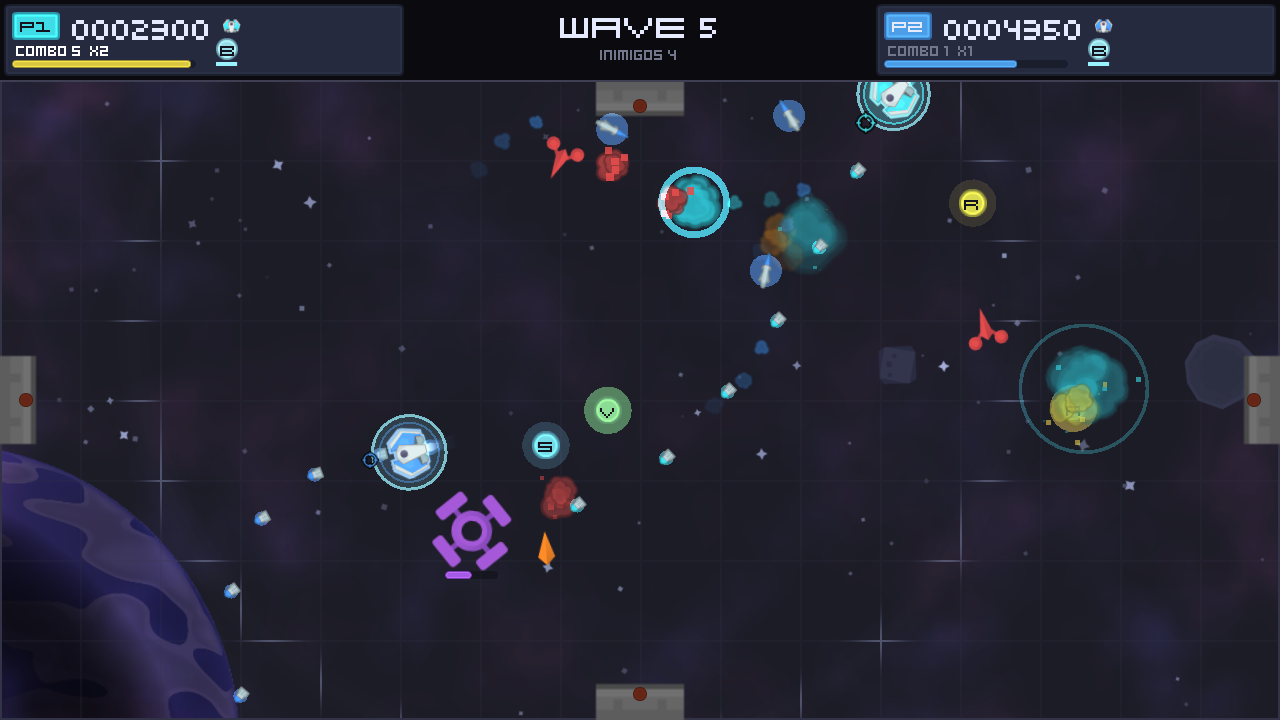 P1 0002300
B
COMBO 5 X2
WAVE 5
INIMIGOS 4
P2 0004350
B
COMBO 1 X1
R
V
S